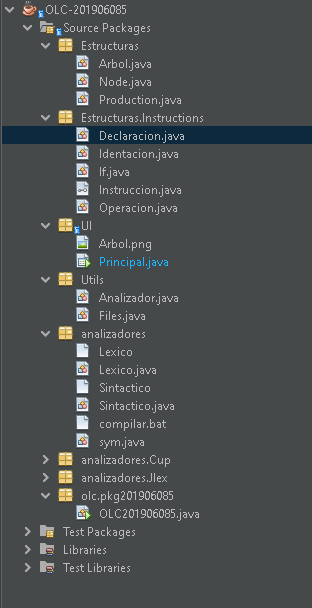 OLC-201906085
Source Packages
Estructuras
Arbol.java
Node.java
Production.java
Estructuras.Instructions
Declaracion.java
Identacion.java
If.java
Instruccion.java
Operacion.java
UI
Arbol.png
Principal.java
Utils
Analizador.java
Files.java
analizadores
Lexico
Lexico.java
Sintactico
Sintactico.java
compilar.bat
sym.java
analizadores.Cup
analizadores.Jlex
olc.pkg201906085
OLC201906085.java
Test Packages
Libraries
Test Libraries